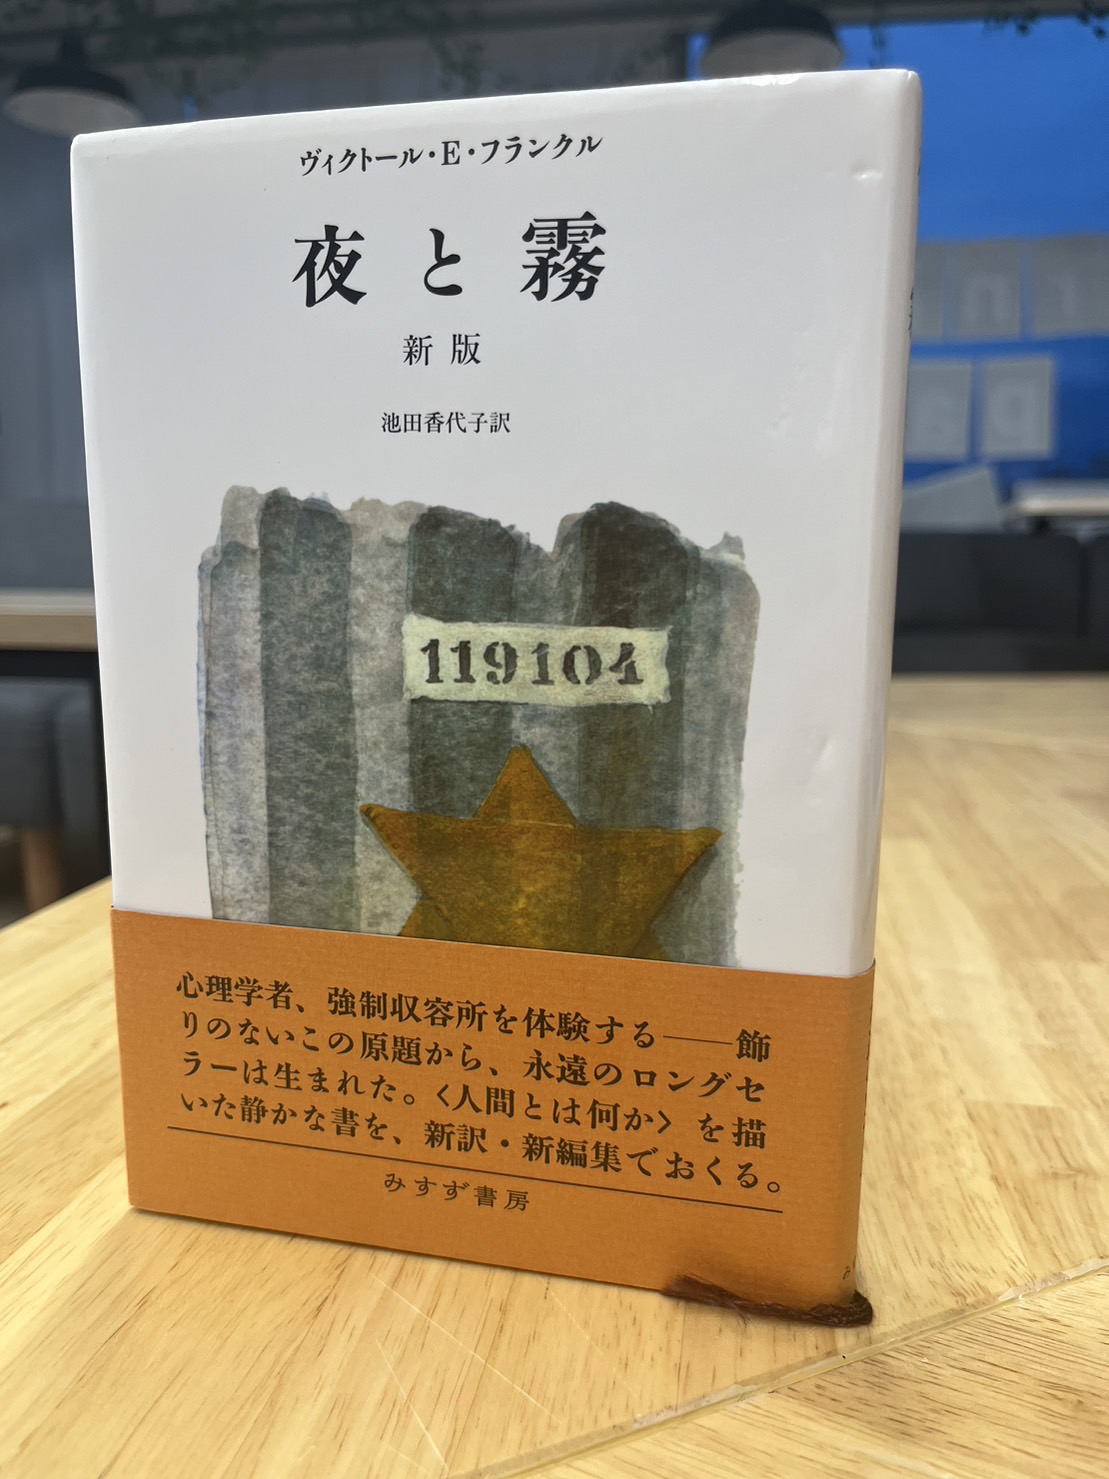 ヴィクトール・E・フランクル
夜と霧
新版
池田香代子訳
119104
心理学者、強制収容所を体験する――飾
りのないこの原題から、永遠のロングセ
ラーは生まれた。〈人間とは何か〉を描
いた静かな書を、新訳・新編集でおくる。
みすず書房